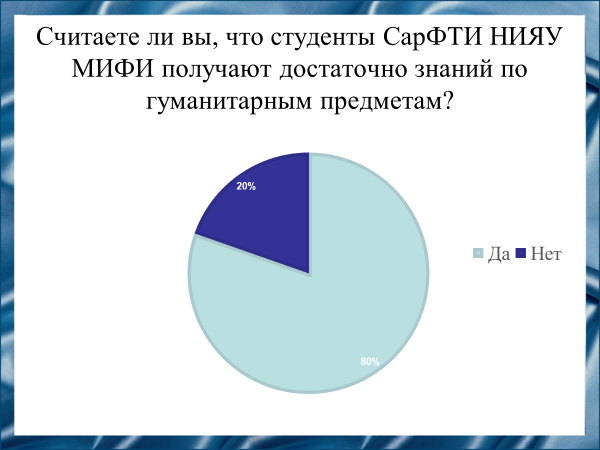 Считаете ли вы, что студенты СарФТИ НИЯУ
МИФИ получают достаточно знаний по
гуманитарным предметам?
20%
Да Нет
80%